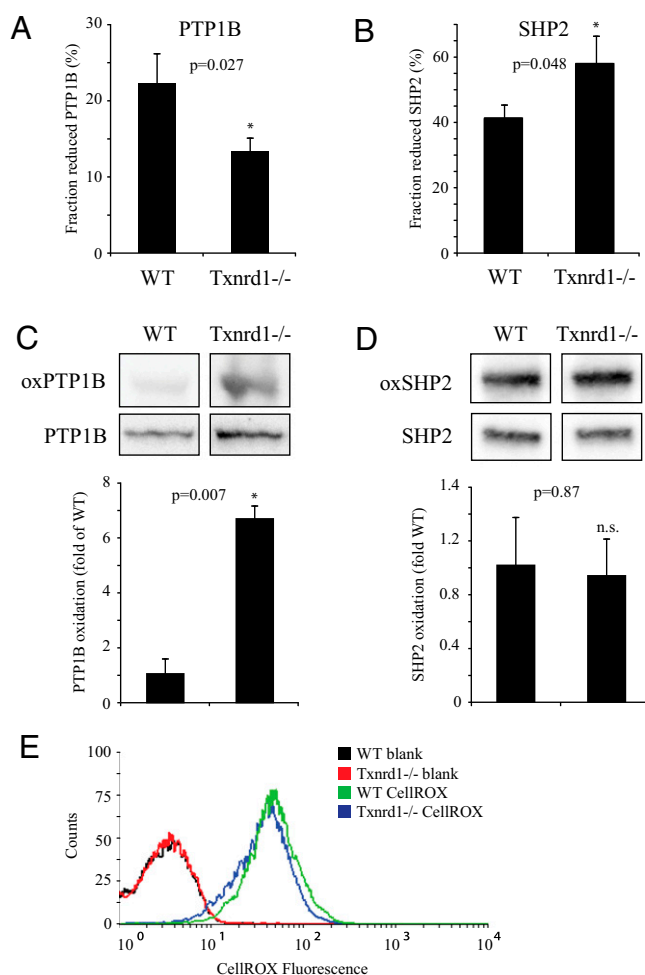 A
PTP1B
Fraction reduced PTP1B (%)
30
20
10
0
p=0.027
*
WT Txnrd1-/-
B
SHP2
Fraction reduced SHP2 (%)
60
40
20
0
p=0.048
*
WT Txnrd1-/-
C
WT Txnrd1-/-
oxPTP1B
PTP1B
PTP1B oxidation (fold of WT)
8
6
4
2
0
p=0.007
*
D
WT Txnrd1-/-
oxSHP2
SHP2
SHP2 oxidation (fold WT)
1.4
1.2
0.8
0.4
0
p=0.87
n.s.
E
Counts
100
75
50
25
0
10^0 10^1 10^2 10^3 10^4
CellROX Fluorescence
WT blank
Txnrd1-/- blank
WT CellROX
Txnrd1-/- CellROX